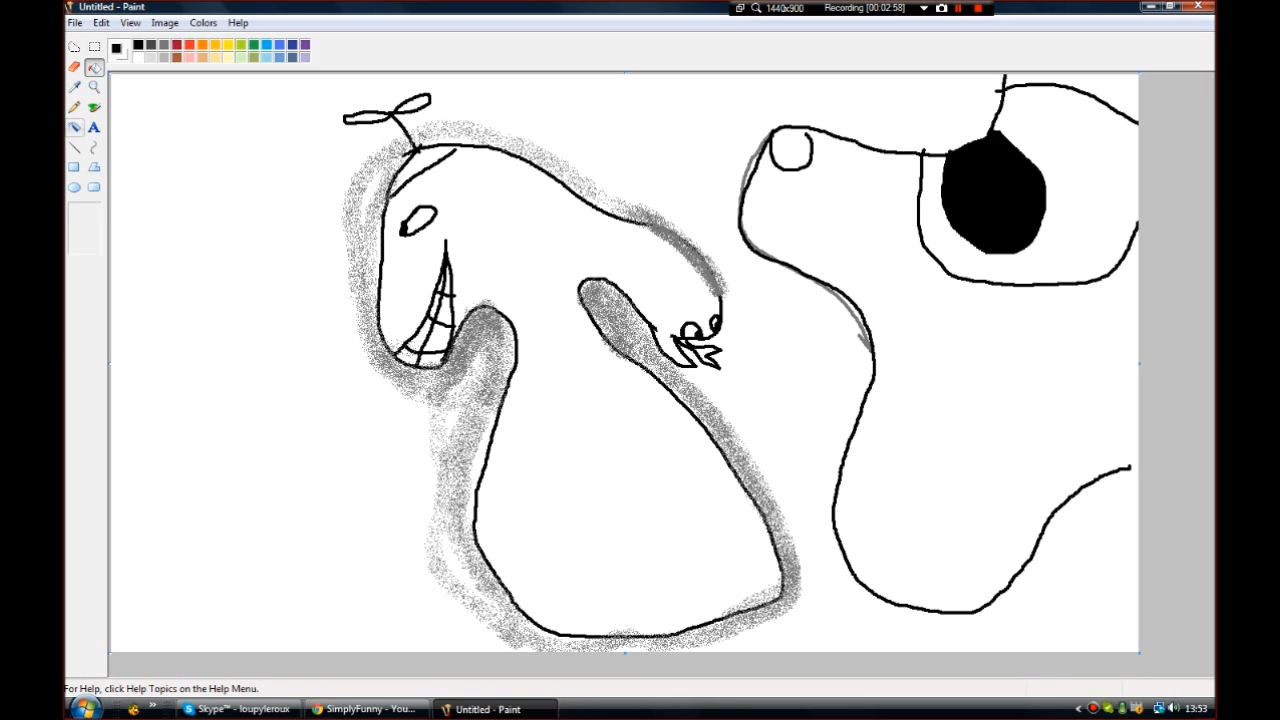 Untitled - Paint
1440x900 Recording [00:02:58]
File Edit View Image Colors Help
A
For Help, click Help Topics on the Help Menu.
» Skype™ - loupyleroux SimplyFunny - You... Untitled - Paint < 13:53